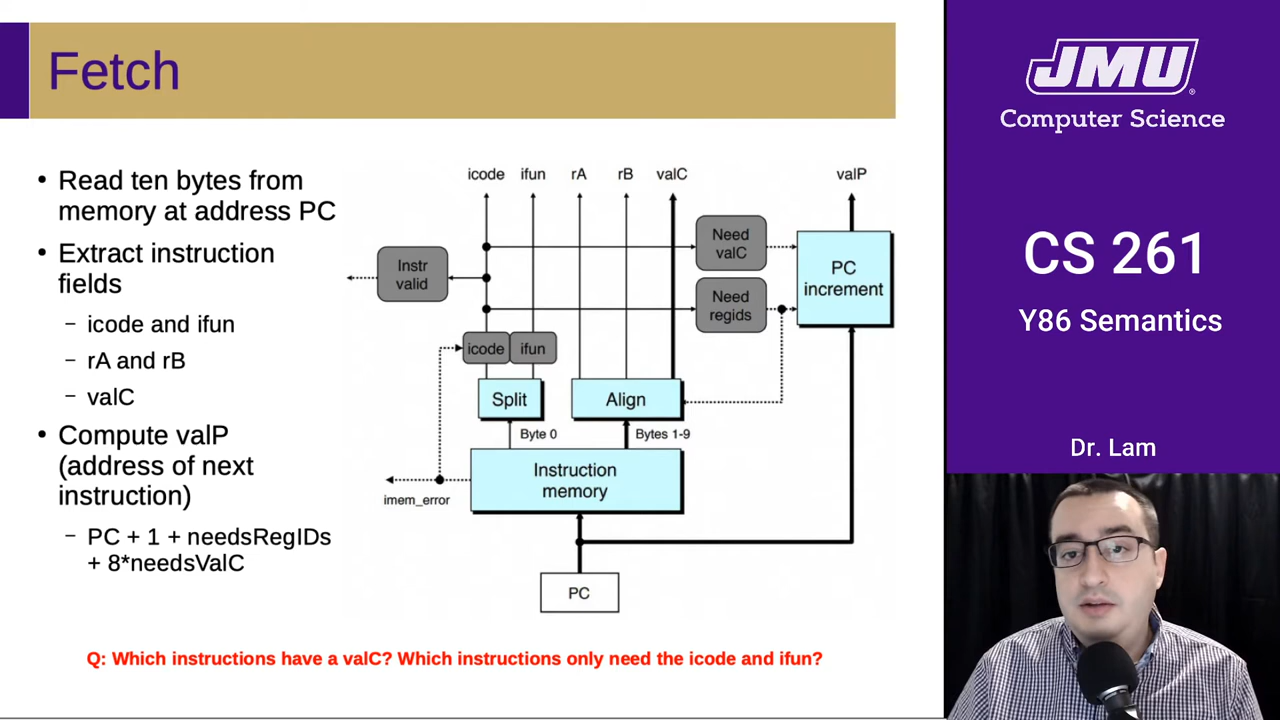 Fetch
• Read ten bytes from
memory at address PC
• Extract instruction
fields
– icode and ifun
– rA and rB
– valC
• Compute valP
(address of next
instruction)
– PC + 1 + needsRegIDs
+ 8*needsValC
icode ifun rA rB valC valP
Need
valC
PC
increment
Instr
valid
Need
regids
icode ifun
Split
Align
Byte 0
Bytes 1-9
Instruction
memory
imem_error
PC
Q: Which instructions have a valC? Which instructions only need the icode and ifun?
JMU
Computer Science
CS 261
Y86 Semantics
Dr. Lam